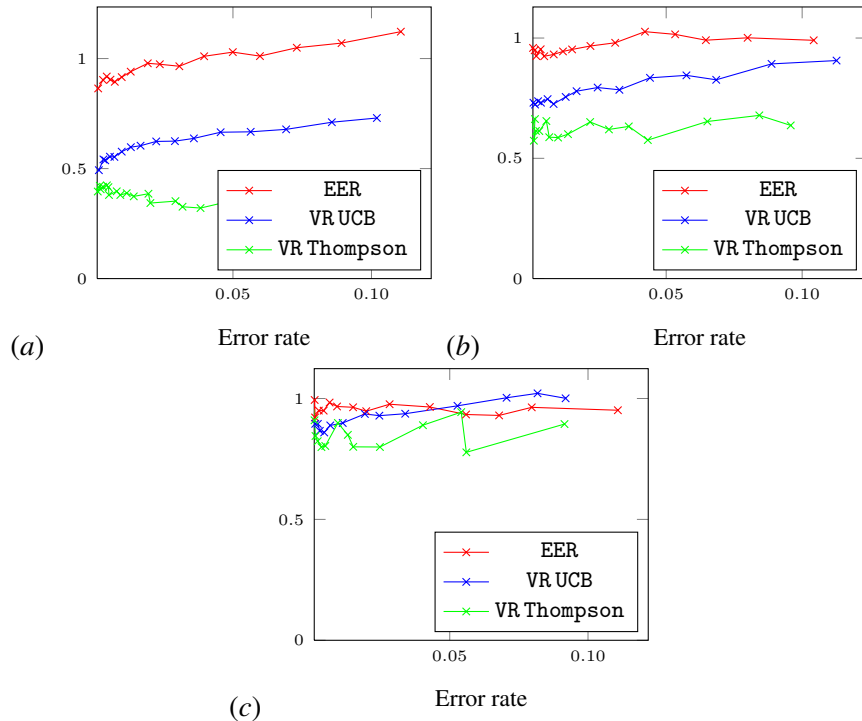 1
0.5
0
EER
VR UCB
VR Thompson
0.05
0.10
Error rate
(a)
1
0.5
0
EER
VR UCB
VR Thompson
0.05
0.10
Error rate
(b)
1
0.5
0
EER
VR UCB
VR Thompson
0.05
0.10
Error rate
(c)